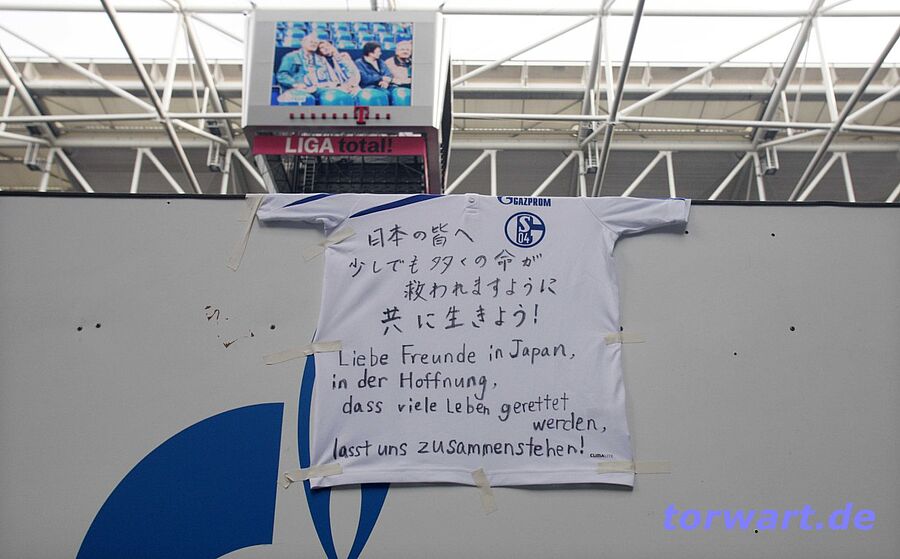 LIGA total!
GAZPROM
S
04
日本の皆へ
少しでも多くの命が
救われますように
共に生きよう!
Liebe Freunde in Japan,
in der Hoffnung,
dass viele Leben gerettet
werden,
lasst uns zusammenstehen!
CLIMALITE
torwart.de